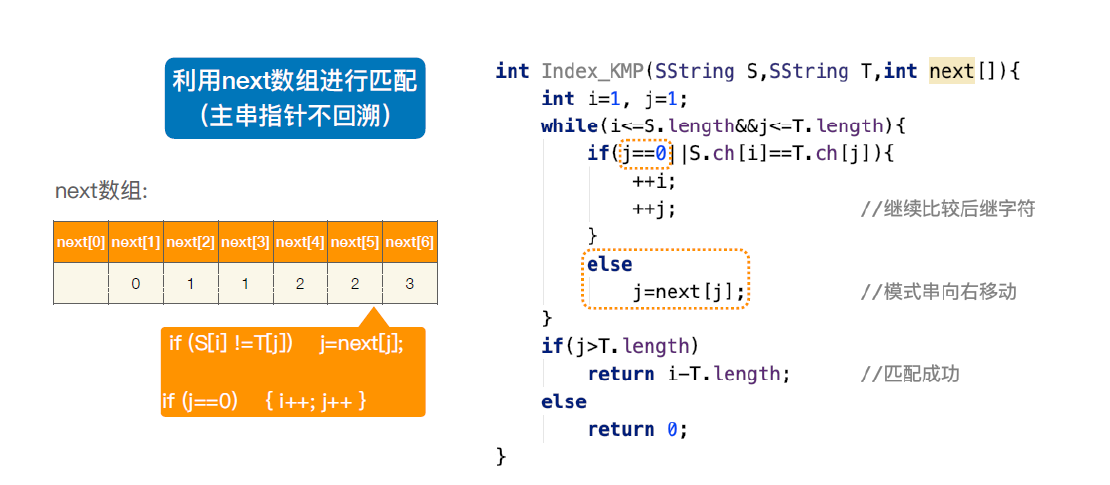 利用next数组进行匹配
（主串指针不回溯）
next数组:
next[0] next[1] next[2] next[3] next[4] next[5] next[6]
0 1 1 2 2 3
if (S[i] !=T[j]) j=next[j];
if (j==0) { i++; j++ }
int Index_KMP(SString S,SString T,int next[]){
int i=1, j=1;
while(i<=S.length&&j<=T.length){
if(j==0||S.ch[i]==T.ch[j]){
++i;
++j; //继续比较后继字符
}
else
j=next[j]; //模式串向右移动
}
if(j>T.length)
return i-T.length; //匹配成功
else
return 0;
}